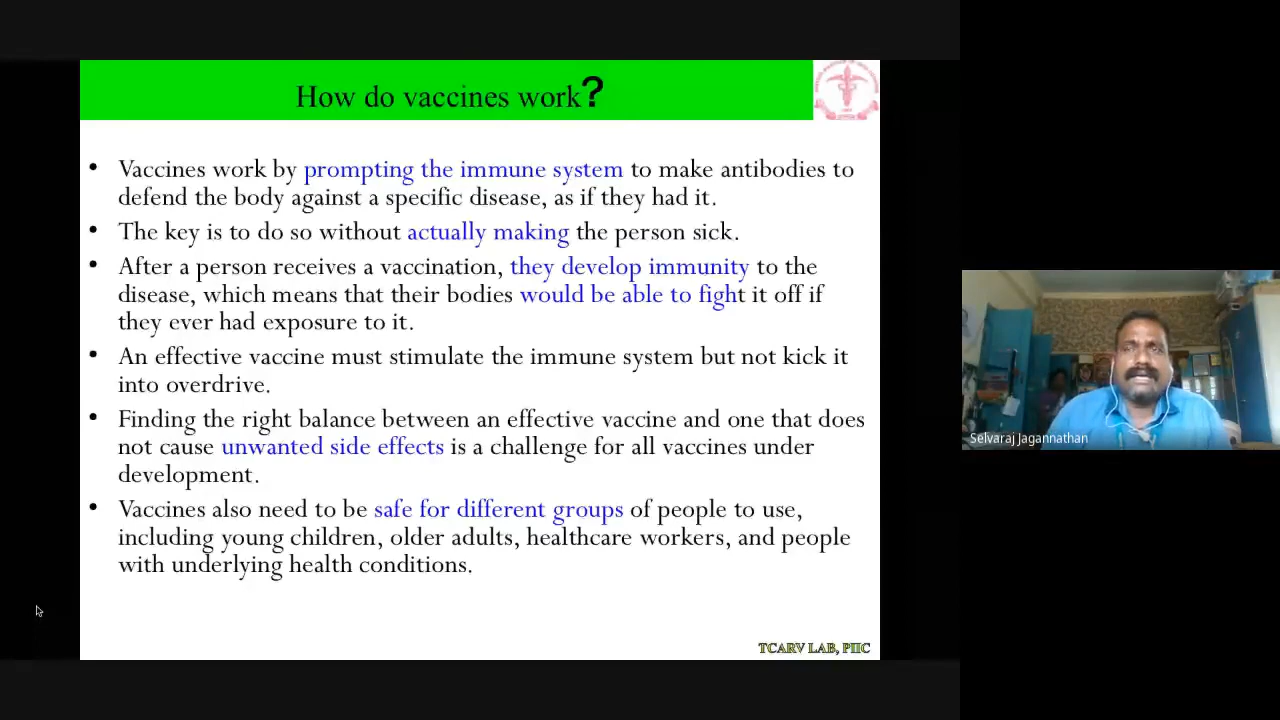 How do vaccines work?
• Vaccines work by prompting the immune system to make antibodies to
defend the body against a specific disease, as if they had it.
• The key is to do so without actually making the person sick.
• After a person receives a vaccination, they develop immunity to the
disease, which means that their bodies would be able to fight it off if
they ever had exposure to it.
• An effective vaccine must stimulate the immune system but not kick it
into overdrive.
• Finding the right balance between an effective vaccine and one that does
not cause unwanted side effects is a challenge for all vaccines under
development.
• Vaccines also need to be safe for different groups of people to use,
including young children, older adults, healthcare workers, and people
with underlying health conditions.
TCARV LAB, PIIC
Selvaraj Jagannathan